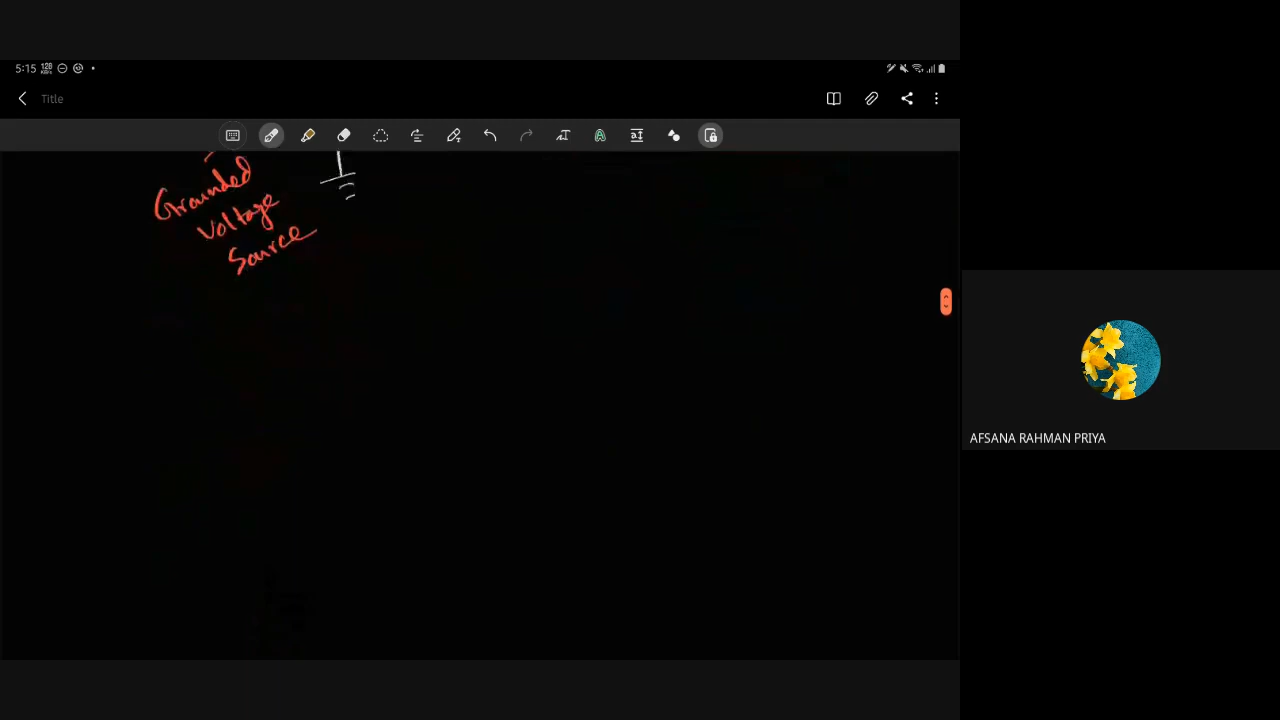 5:15
Title
Grounded
Voltage
Source
AFSANA RAHMAN PRIYA